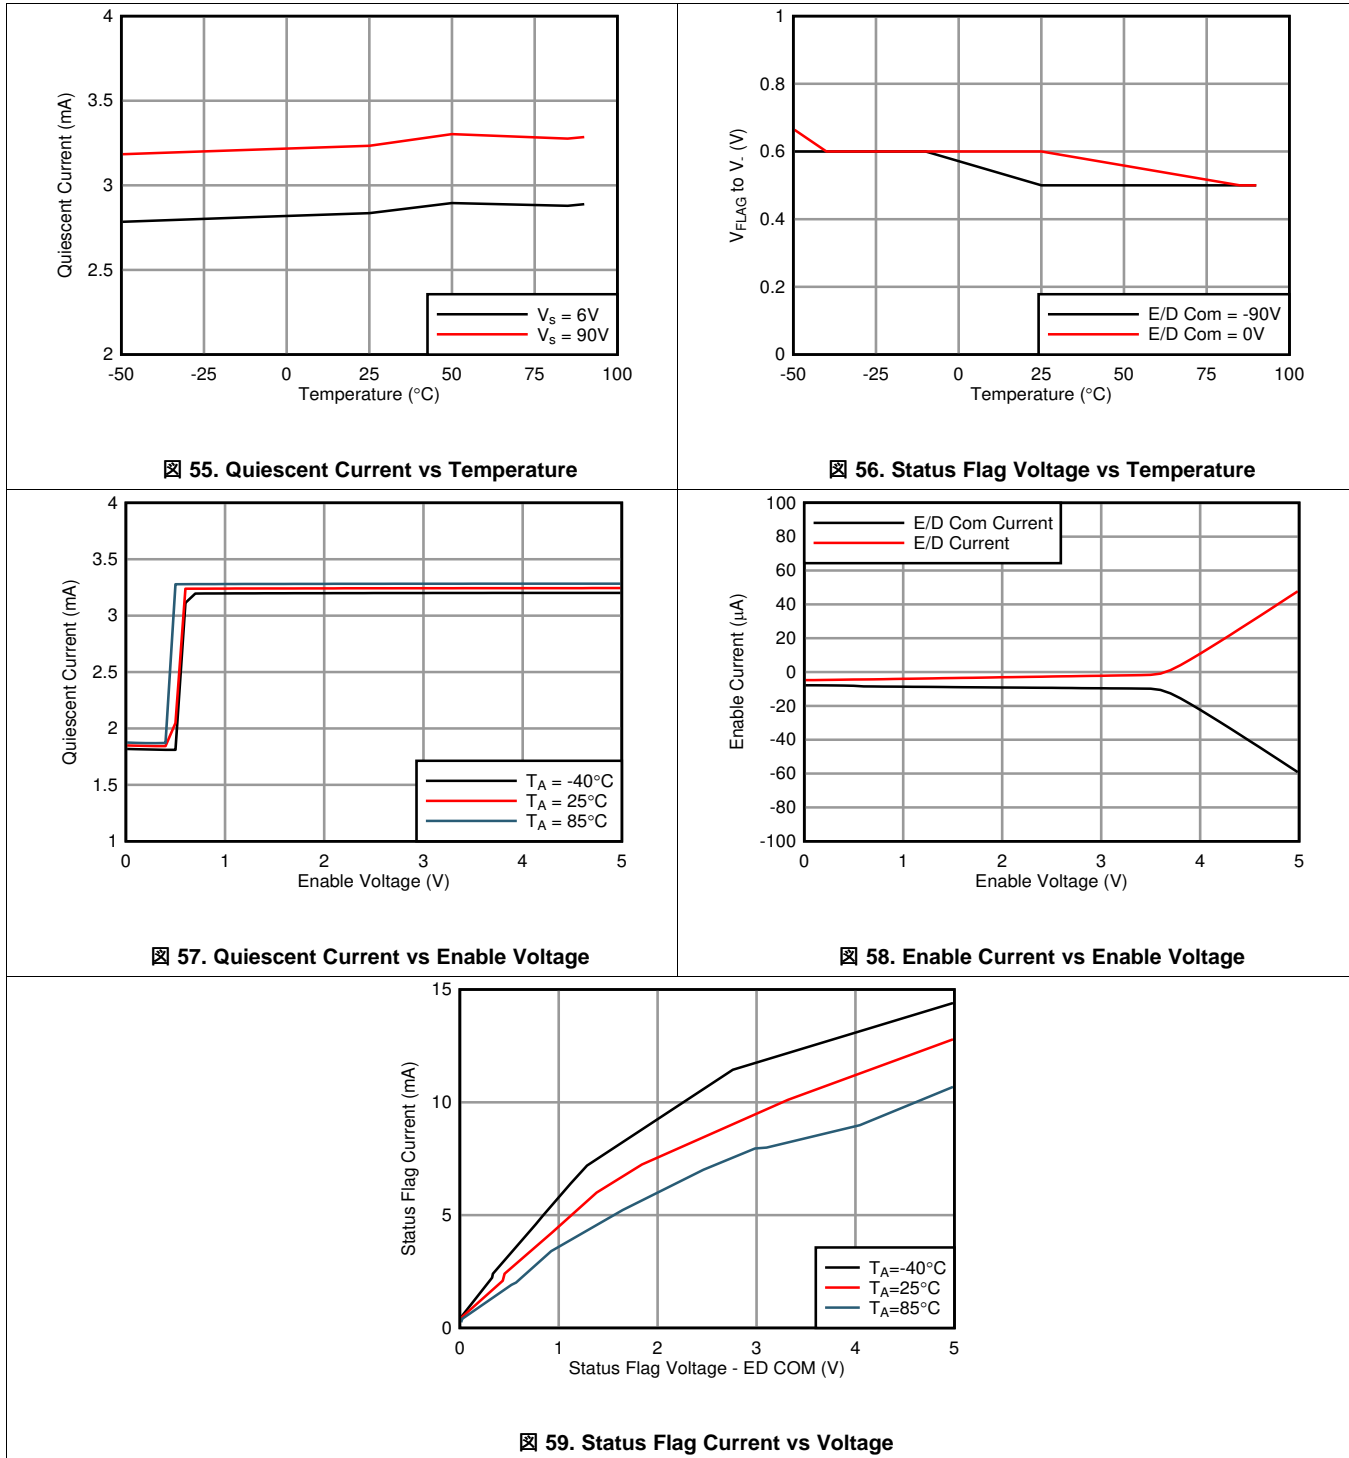 4
3.5
3
2.5
2
Quiescent Current (mA)
-50 -25 0 25 50 75 100
Temperature (°C)
Vs = 6V
Vs = 90V
図 55. Quiescent Current vs Temperature
1
0.8
0.6
0.4
0.2
0
VFLAG to V- (V)
-50 -25 0 25 50 75 100
Temperature (°C)
E/D Com = -90V
E/D Com = 0V
図 56. Status Flag Voltage vs Temperature
4
3.5
3
2.5
2
1.5
1
Quiescent Current (mA)
0 1 2 3 4 5
Enable Voltage (V)
TA = -40°C
TA = 25°C
TA = 85°C
図 57. Quiescent Current vs Enable Voltage
100
80
60
40
20
0
-20
-40
-60
-80
-100
Enable Current (μA)
0 1 2 3 4 5
Enable Voltage (V)
E/D Com Current
E/D Current
図 58. Enable Current vs Enable Voltage
15
10
5
0
Status Flag Current (mA)
0 1 2 3 4 5
Status Flag Voltage - ED COM (V)
TA=-40°C
TA=25°C
TA=85°C
図 59. Status Flag Current vs Voltage